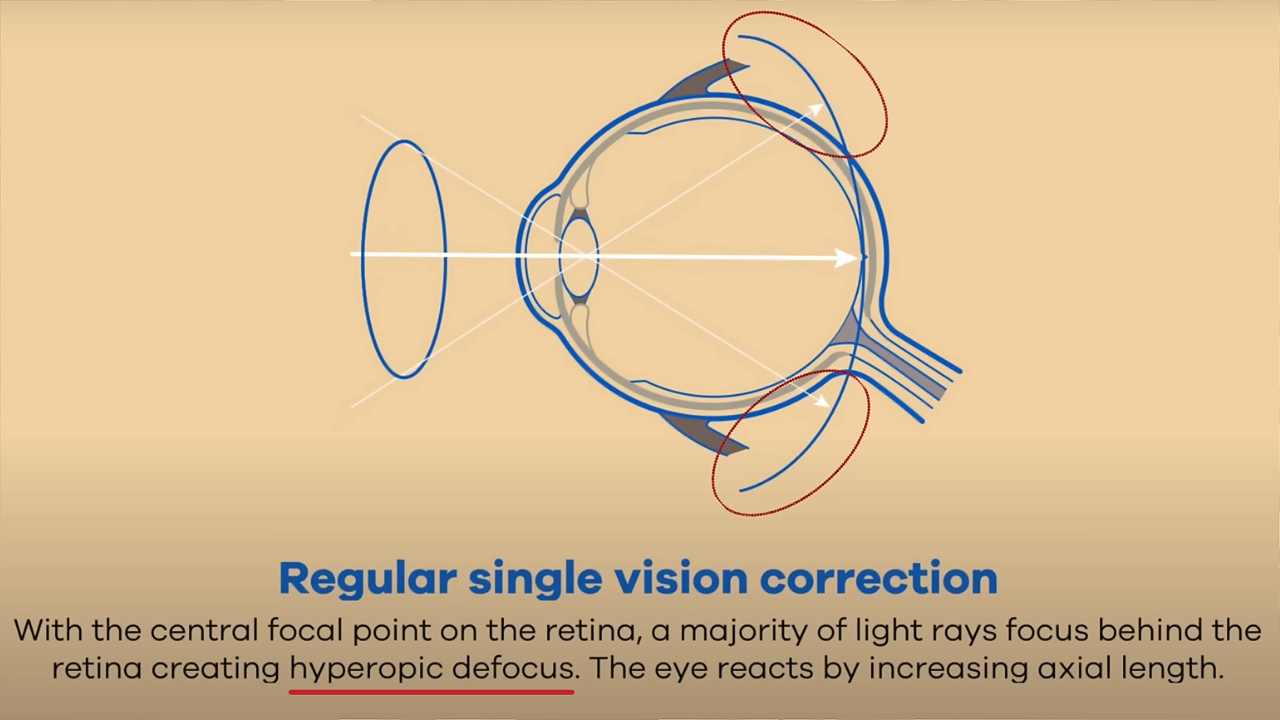 Regular single vision correction
With the central focal point on the retina, a majority of light rays focus behind the
retina creating hyperopic defocus. The eye reacts by increasing axial length.